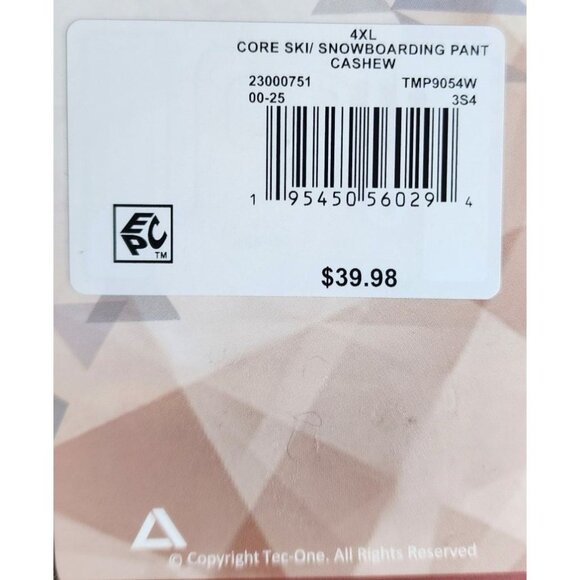 4XL
CORE SKI/ SNOWBOARDING PANT
CASHEW
23000751 TMP9054W
00-25 3S4
1 95450 56029 4
EPC
TM
$39.98
© Copyright Tec-One. All Rights Reserved